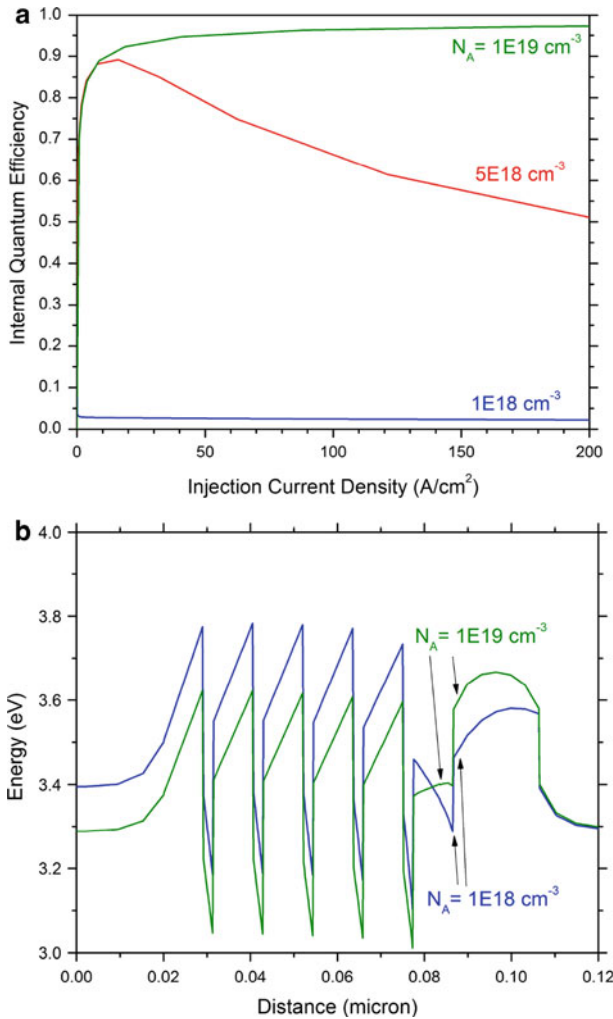 a
1.0
0.9
0.8
0.7
0.6
0.5
0.4
0.3
0.2
0.1
0.0
Internal Quantum Efficiency
N_A= 1E19 cm⁻³
5E18 cm⁻³
1E18 cm⁻³
0 50 100 150 200
Injection Current Density (A/cm²)
b
4.0
3.8
3.6
3.4
3.2
3.0
Energy (eV)
N_A= 1E19 cm⁻³
N_A= 1E18 cm⁻³
0.00 0.02 0.04 0.06 0.08 0.10 0.12
Distance (micron)